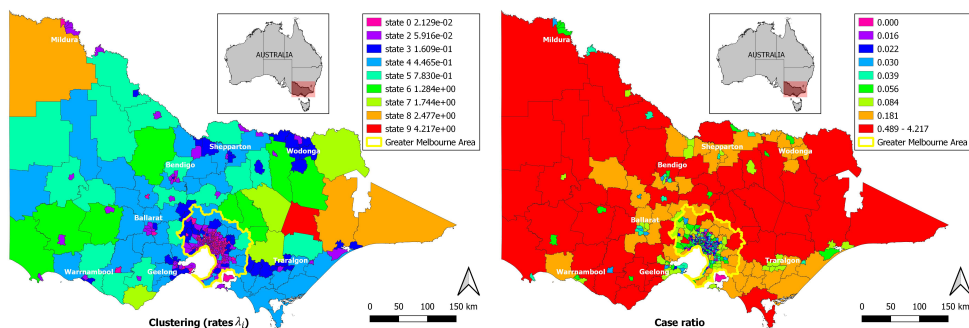 AUSTRALIA
state 0 2.129e-02
state 2 5.916e-02
state 3 1.609e-01
state 4 4.465e-01
state 5 7.830e-01
state 6 1.284e+00
state 7 1.744e+00
state 8 2.477e+00
state 9 4.217e+00
Greater Melbourne Area
Mildura
Shepparton
Wodonga
Bendigo
Ballarat
Warrnambool
Geelong
Traralgon
0 50 100 150 km
Clustering (rates λi)
AUSTRALIA
0.000
0.016
0.022
0.030
0.039
0.056
0.084
0.181
0.489 - 4.217
Greater Melbourne Area
Mildura
Shepparton
Wodonga
Bendigo
Ballarat
Warrnambool
Geelong
Traralgon
0 50 100 150 km
Case ratio